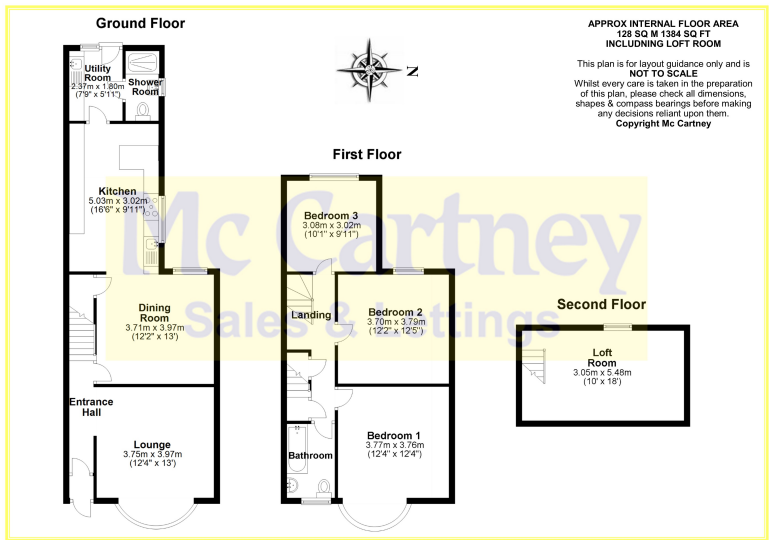 Ground Floor
Utility
Room
2.37m x 1.80m
(7'9" x 5'11")
Shower
Room
Kitchen
5.03m x 3.02m
(16'6" x 9'11")
Dining
Room
3.71m x 3.97m
(12'2" x 13')
Entrance
Hall
Lounge
3.75m x 3.97m
(12'4" x 13')
N
First Floor
Bedroom 3
3.08m x 3.02m
(10'1" x 9'11")
Landing
Bedroom 2
3.70m x 3.79m
(12'2" x 12'5")
Bedroom 1
3.77m x 3.76m
(12'4" x 12'4")
Bathroom
APPROX INTERNAL FLOOR AREA
128 SQ M 1384 SQ FT
INCLUDNING LOFT ROOM
This plan is for layout guidance only and is
NOT TO SCALE
Whilst every care is taken in the preparation
of this plan, please check all dimensions,
shapes & compass bearings before making
any decisions reliant upon them.
Copyright Mc Cartney
Second Floor
Loft
Room
3.05m x 5.48m
(10' x 18')
Mc Cartney
Sales & Lettings